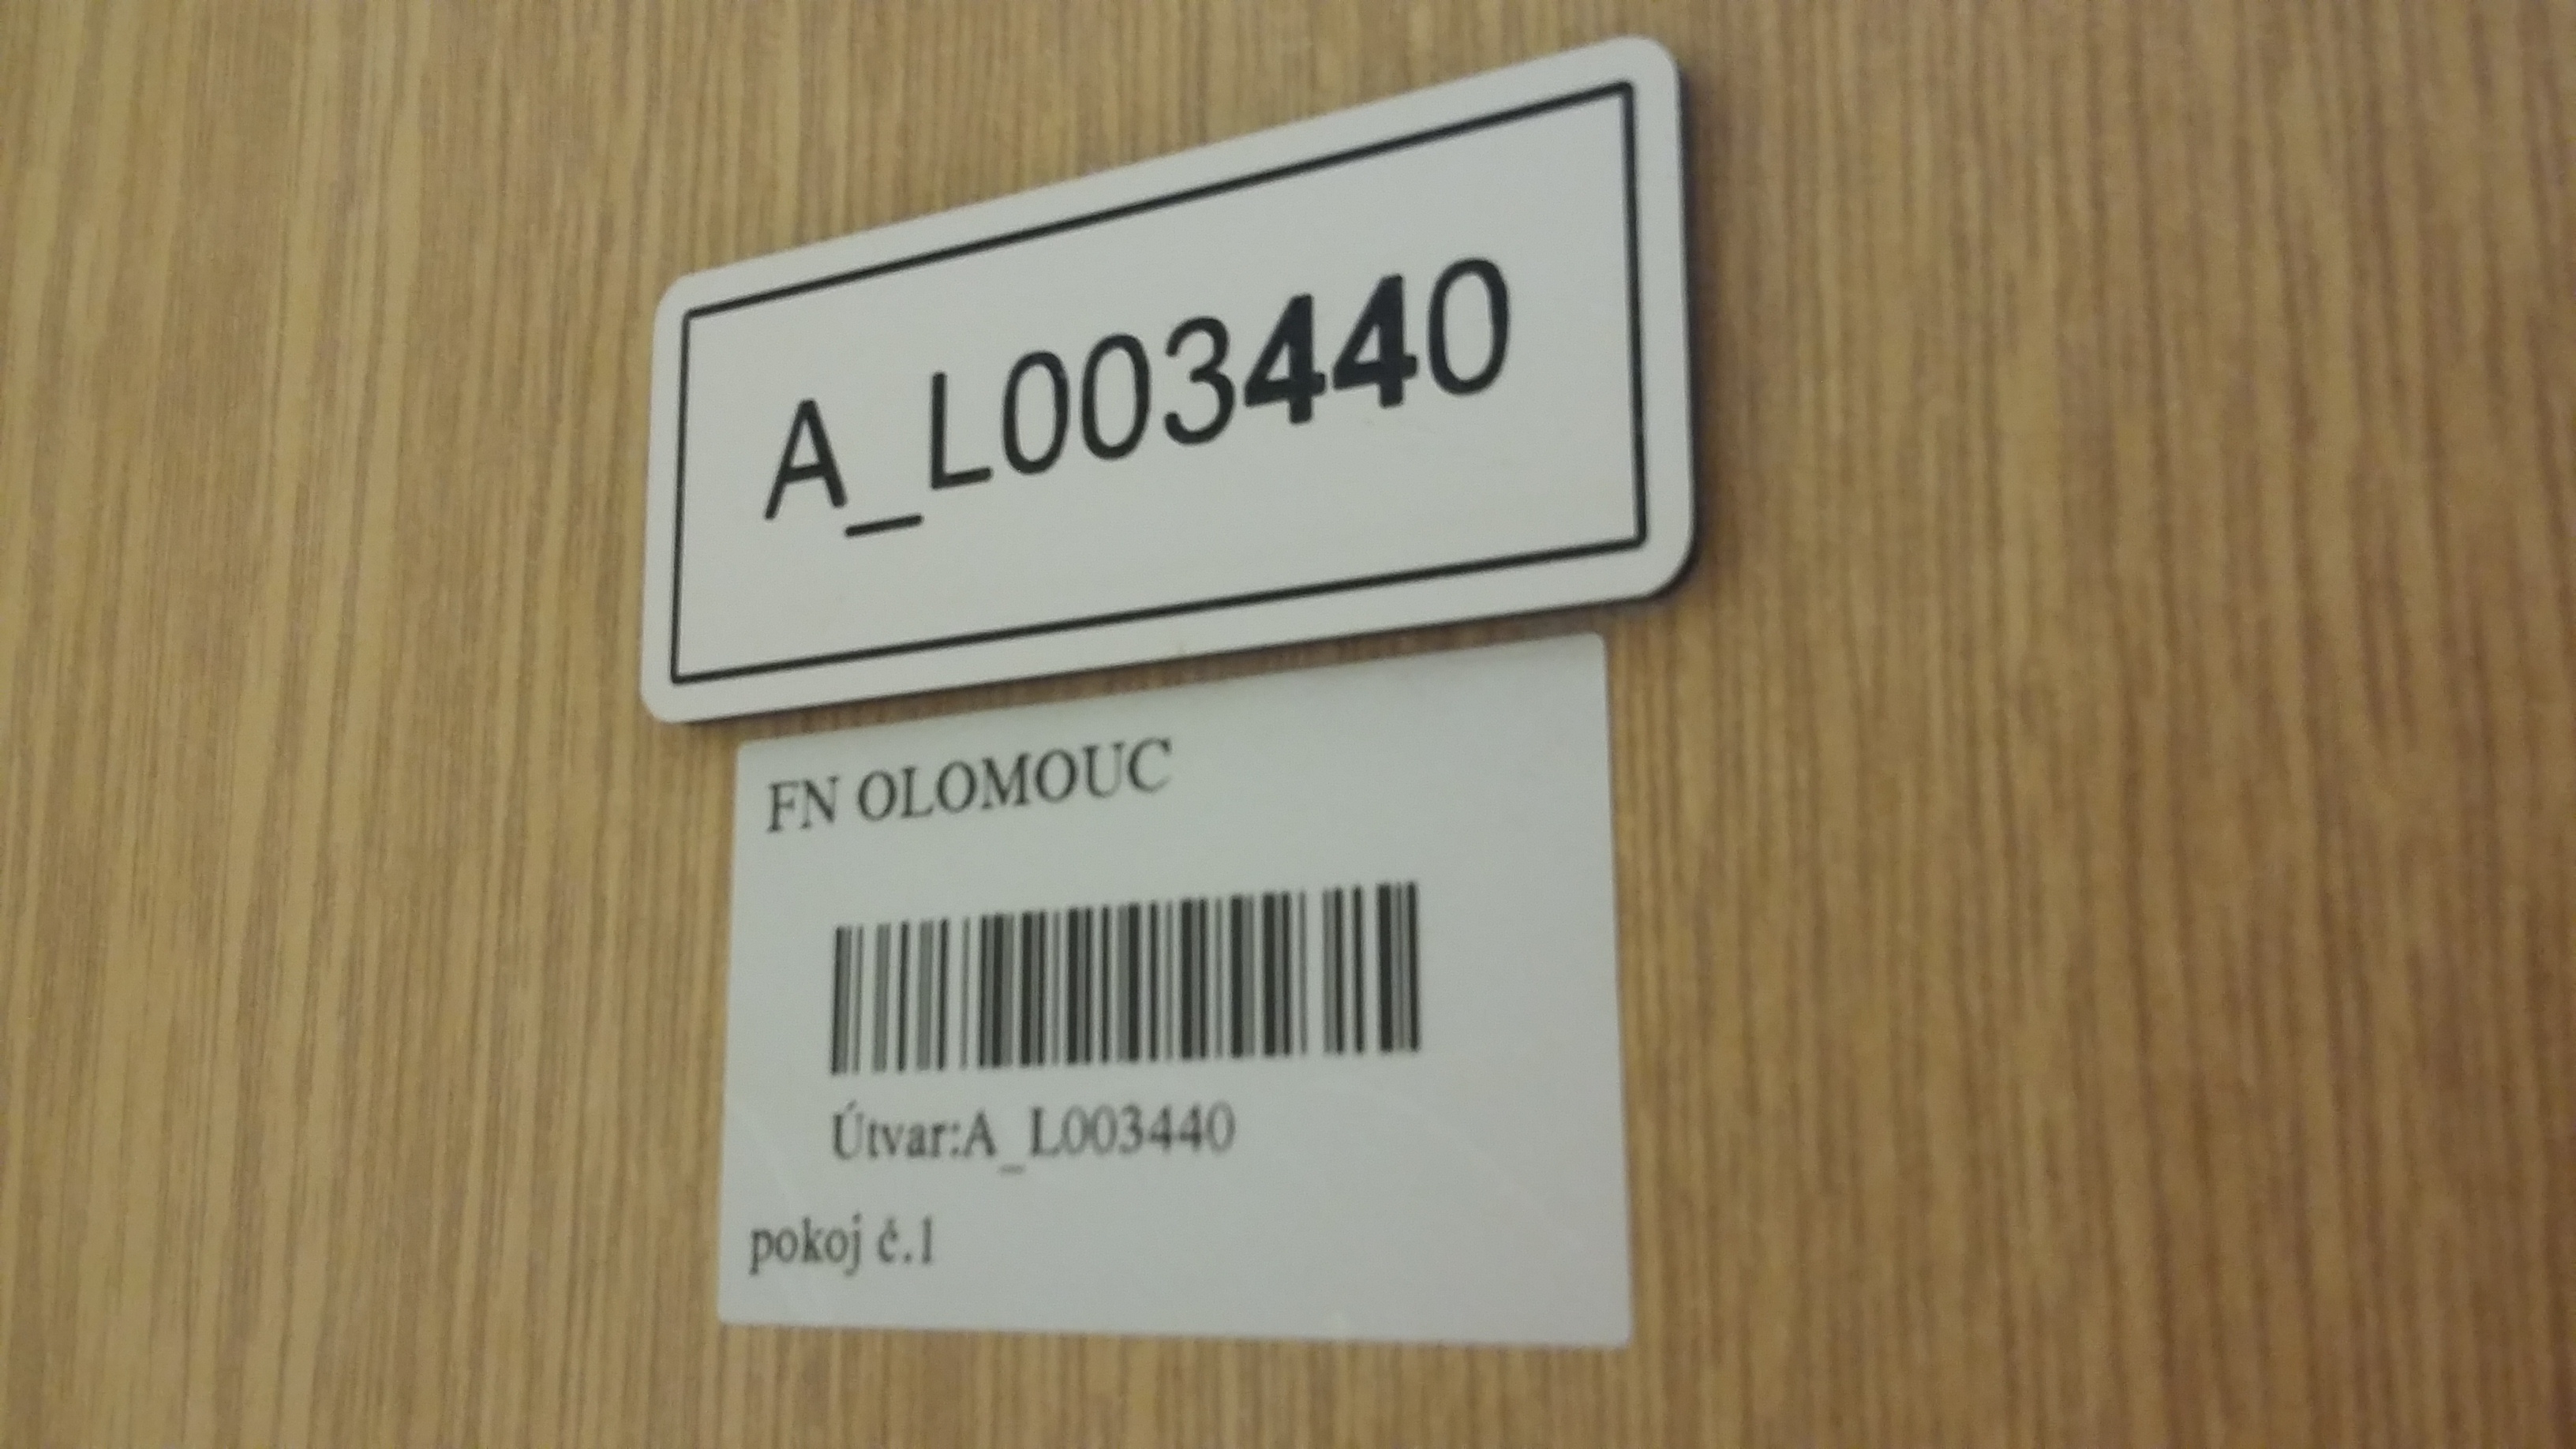 A_L003440
FN OLOMOUC
Útvar:A_L003440
pokoj č.1